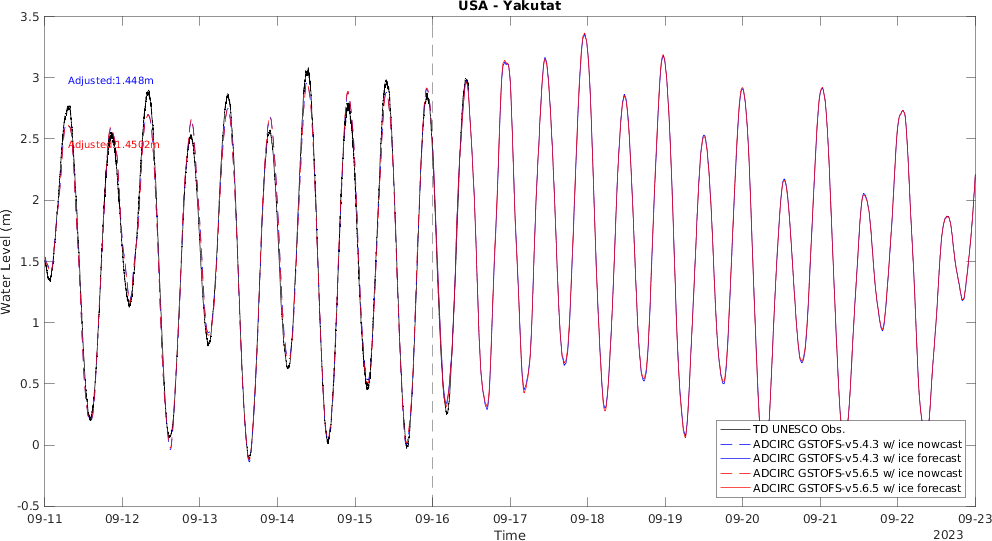 USA - Yakutat
3.5
3
2.5
2
1.5
1
0.5
0
-0.5
Water Level (m)
Adjusted:1.448m
Adjusted:1.4502m
TD UNESCO Obs.
ADCIRC GSTOFS-v5.4.3 w/ ice nowcast
ADCIRC GSTOFS-v5.4.3 w/ ice forecast
ADCIRC GSTOFS-v5.6.5 w/ ice nowcast
ADCIRC GSTOFS-v5.6.5 w/ ice forecast
09-11 09-12 09-13 09-14 09-15 09-16 09-17 09-18 09-19 09-20 09-21 09-22 09-23
Time
2023